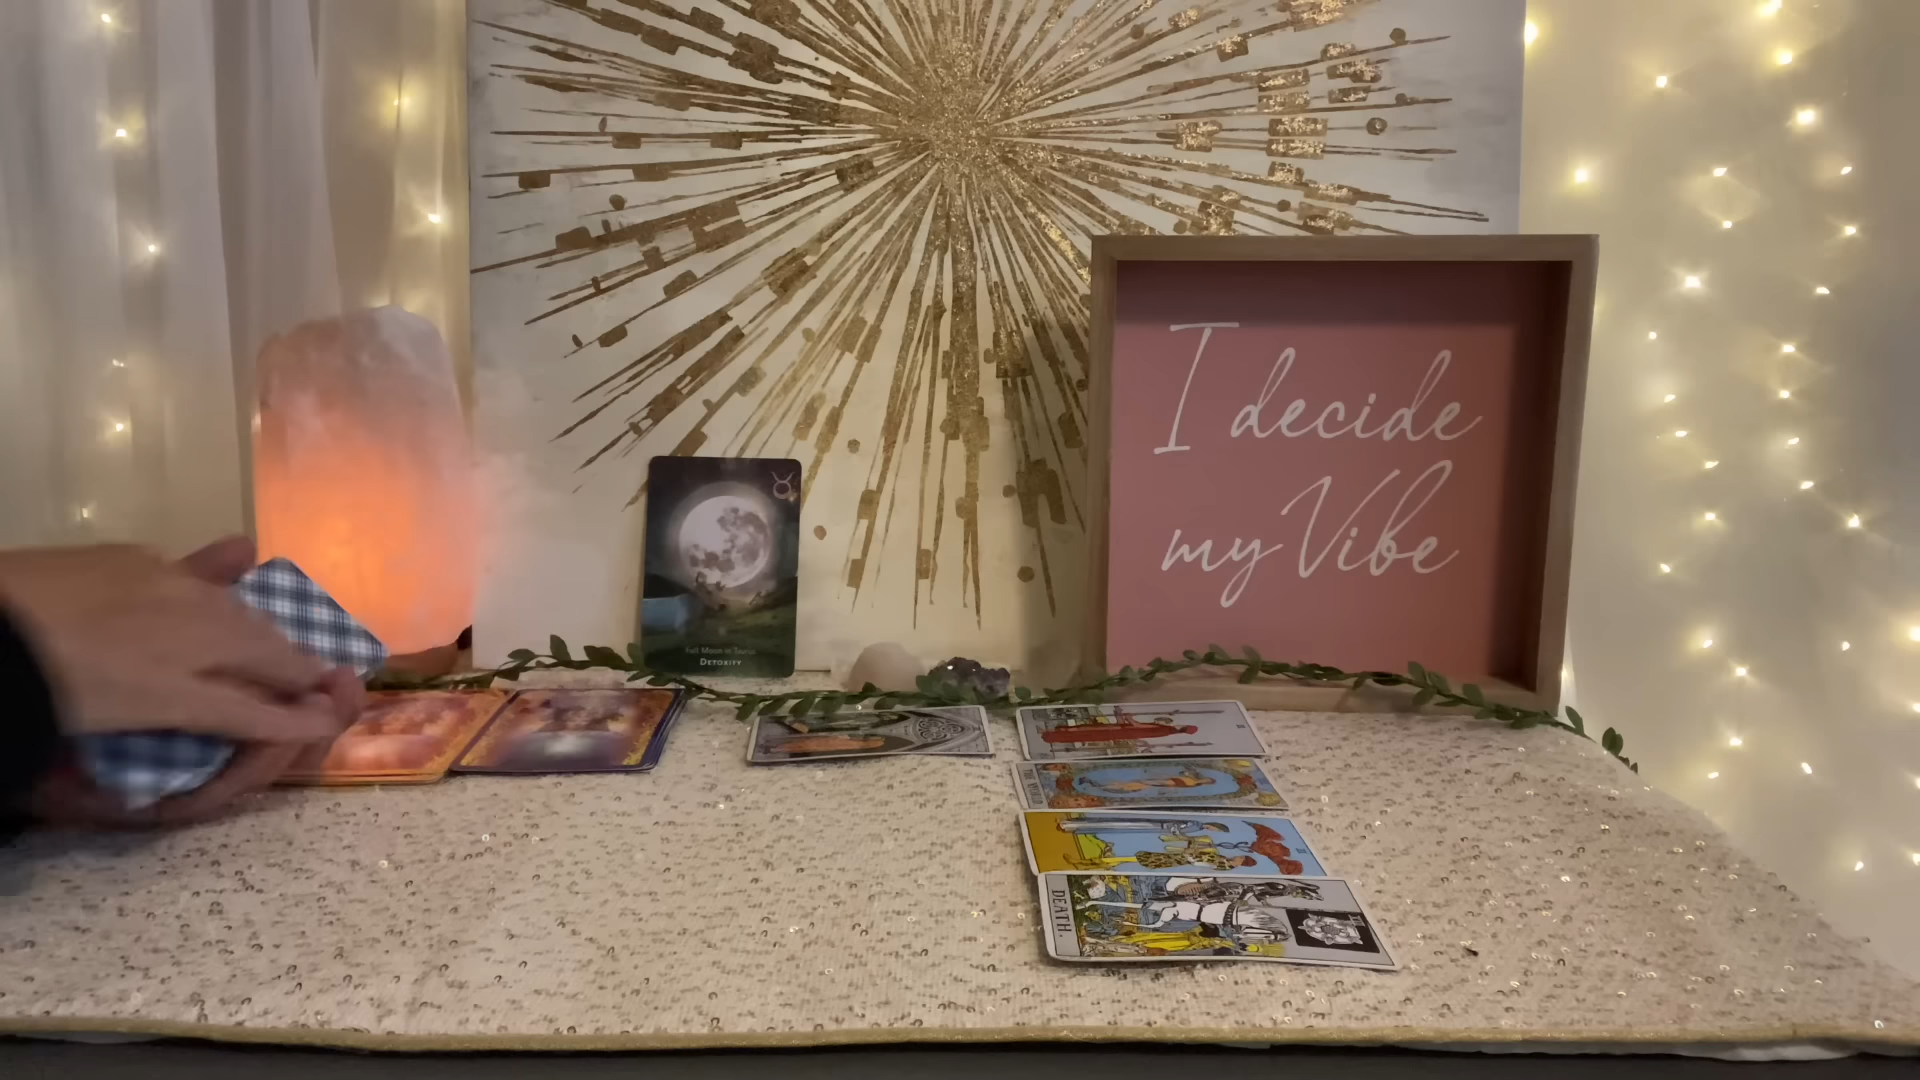 I decide
my Vibe
Full Moon in Taurus
DETOXIFY
DEATH.